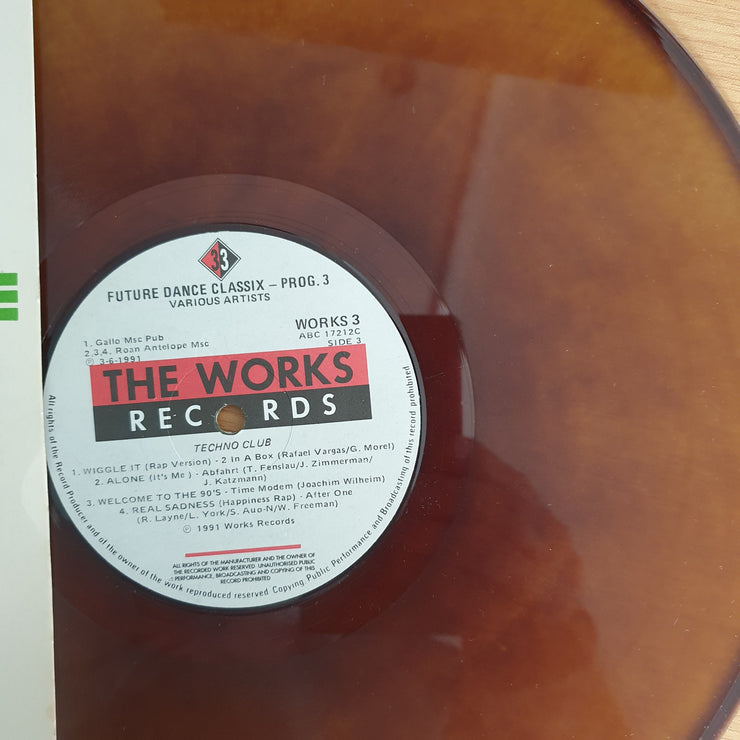 33
FUTURE DANCE CLASSIX – PROG. 3
VARIOUS ARTISTS
WORKS 3
ABC 17212C
SIDE 3
1. Gallo Msc Pub
2,3,4. Roan Antelope Msc
℗ 3-6-1991
THE WORKS
RECORDS
TECHNO CLUB
1. WIGGLE IT (Rap Version) - 2 In A Box (Rafael Vargas/G. Morel)
2. ALONE (It's Me) - Abfahrt (T. Fenslau/J. Zimmerman/
J. Katzmann)
3. WELCOME TO THE 90'S - Time Modem (Joachim Wilheim)
4. REAL SADNESS (Happiness Rap) - After One
(R. Layne/L. York/S. Auo-N/W. Freeman)
℗ 1991 Works Records
ALL RIGHTS OF THE MANUFACTURER AND THE OWNER OF
THE RECORDED WORK RESERVED. UNAUTHORISED PUBLIC
PERFORMANCE, BROADCASTING AND COPYING OF THIS
RECORD PROHIBITED
All rights of the Record Producer and of the owner of the work reproduced reserved Copying Public Performance and Broadcasting of this record prohibited